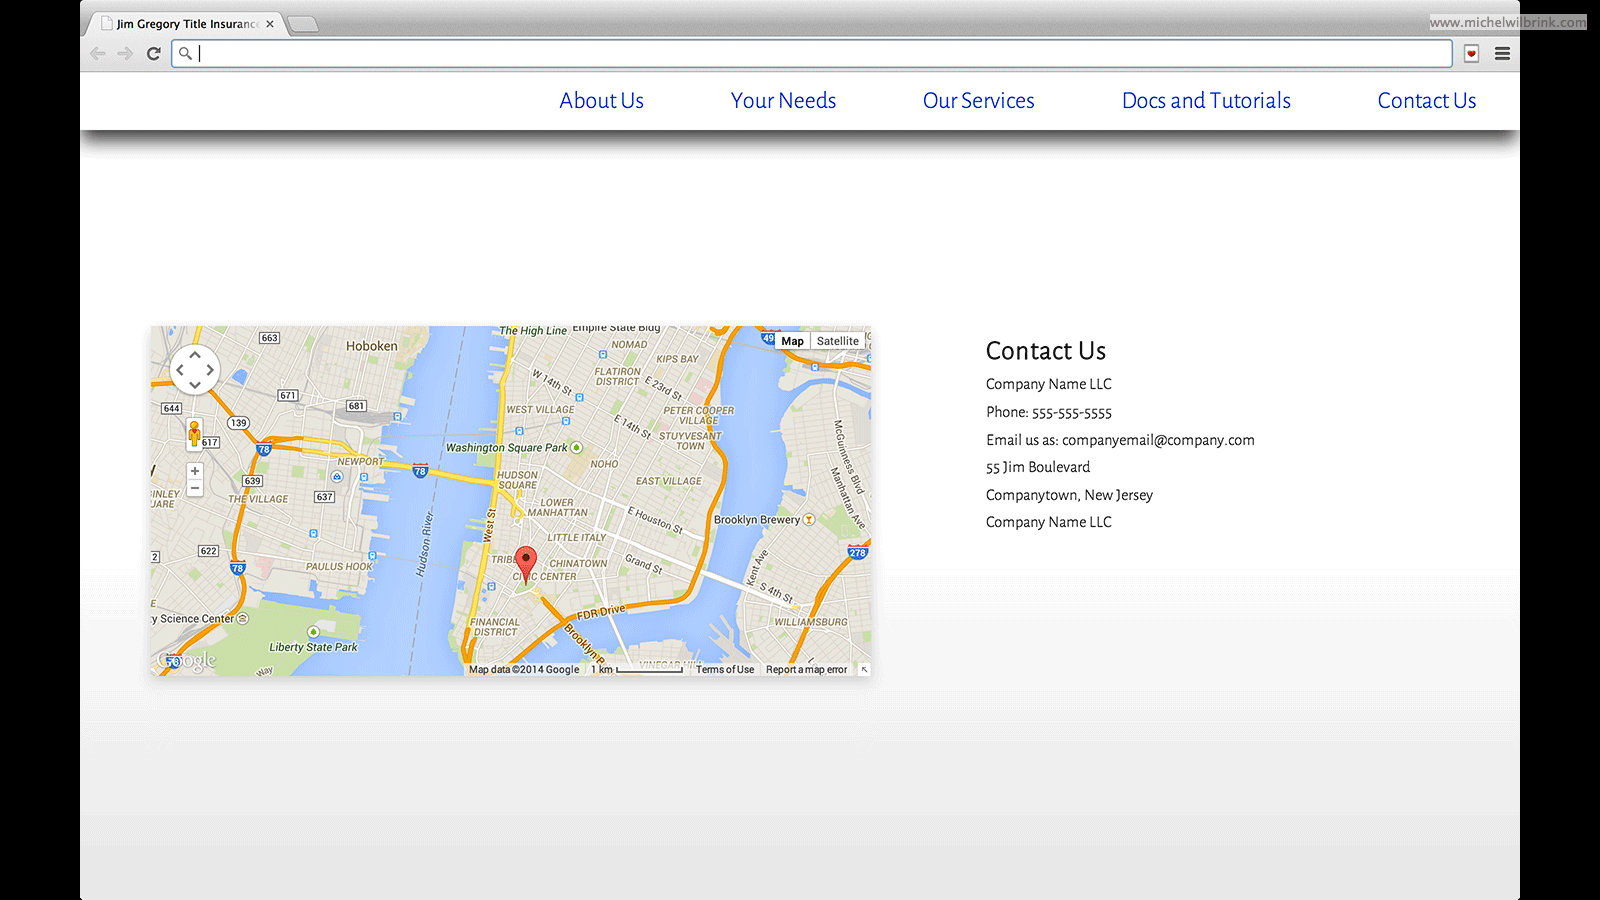 Jim Gregory Title Insuranc
www.michelwilbrink.com
About Us
Your Needs
Our Services
Docs and Tutorials
Contact Us
The High Line
Empire State Bldg
663
Hoboken
NOMAD
49
Map
Satellite
KIPS BAY
FLATIRON
DISTRICT
W 14th St
E 23rd St
671
681
644
139
WEST VILLAGE
PETER COOPER
VILLAGE
E 14th St
STUYVESANT
TOWN
McGuinness Blvd
617
78
Washington Square Park
NEWPORT
78
NOHO
Manhattan Ave
639
HUDSON
SQUARE
EAST VILLAGE
INLEY
UARE
THE VILLAGE
637
LOWER
MANHATTAN
E Houston St
Brooklyn Brewery
West St
Hudson River
LITTLE ITALY
2
622
278
78
PAULUS HOOK
CHINATOWN
Grand St
CIVIC CENTER
Kent Ave
S 4th St
E
y Science Center
FDR Drive
FINANCIAL
DISTRICT
WILLIAMSBURG
Liberty State Park
Brooklyn
Google
Way
VINEGAR HILL
Map data ©2014 Google
1 km
Terms of Use
Report a map error
Contact Us
Company Name LLC
Phone: 555-555-5555
Email us as: companyemail@company.com
55 Jim Boulevard
Companytown, New Jersey
Company Name LLC